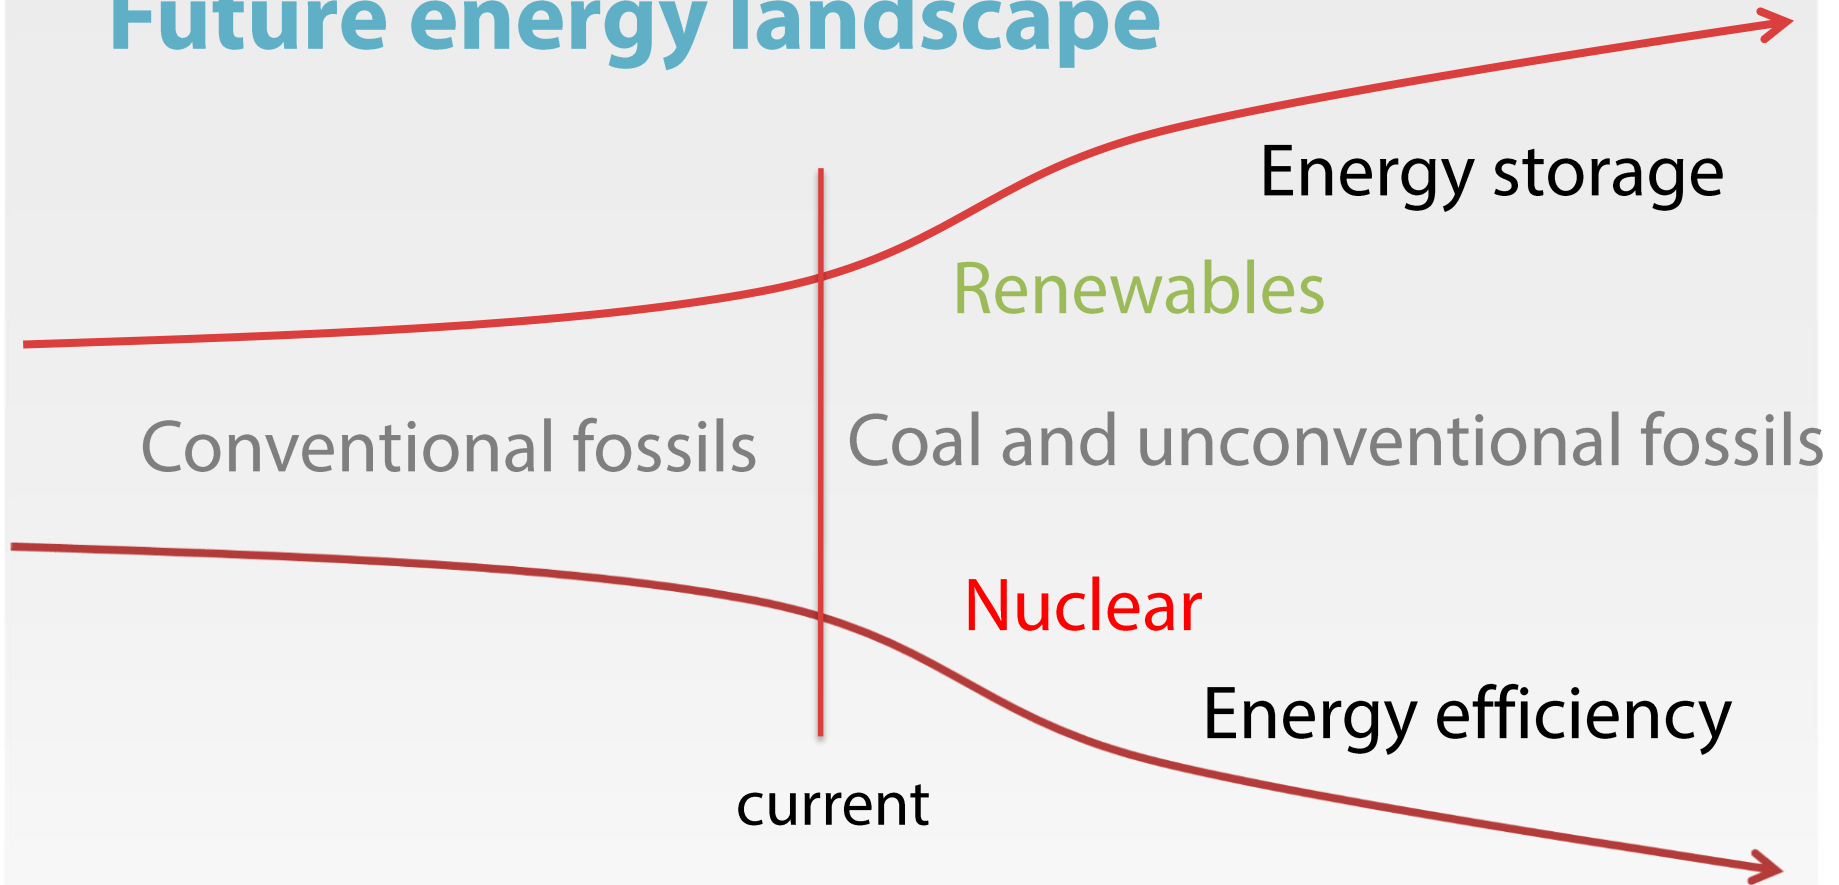 Future energy landscape
Energy storage
Renewables
Conventional fossils
Coal and unconventional fossils
Nuclear
Energy efficiency
current